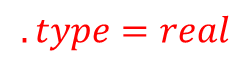 .type = real